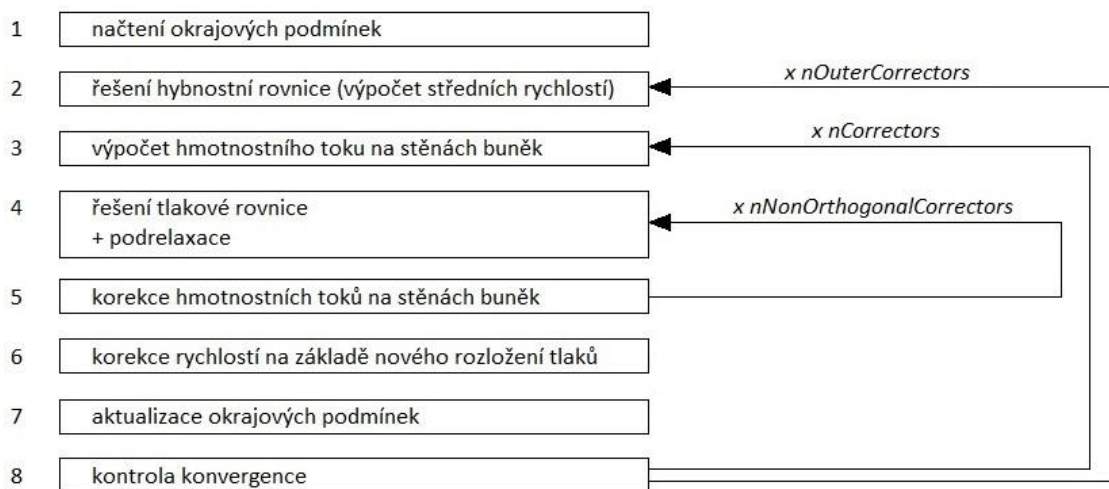 1 načtení okrajových podmínek
x nOuterCorrectors
2 řešení hybnostní rovnice (výpočet středních rychlostí)
x nCorrectors
3 výpočet hmotnostního toku na stěnách buněk
4 řešení tlakové rovnice
x nNonOrthogonalCorrectors
+ podrelaxace
5 korekce hmotnostních toků na stěnách buněk
6 korekce rychlostí na základě nového rozložení tlaků
7 aktualizace okrajových podmínek
8 kontrola konvergence